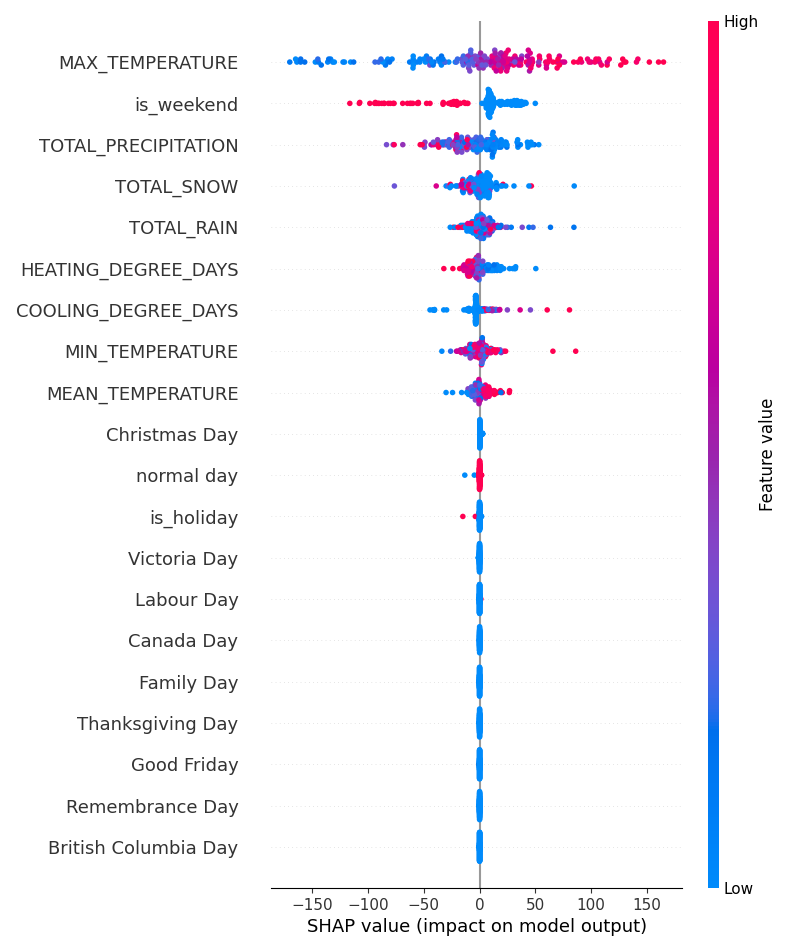 High
MAX_TEMPERATURE
is_weekend
TOTAL_PRECIPITATION
TOTAL_SNOW
TOTAL_RAIN
HEATING_DEGREE_DAYS
COOLING_DEGREE_DAYS
MIN_TEMPERATURE
MEAN_TEMPERATURE
Christmas Day
normal day
is_holiday
Victoria Day
Labour Day
Canada Day
Family Day
Thanksgiving Day
Good Friday
Remembrance Day
British Columbia Day
Feature value
Low
−150 −100 −50 0 50 100 150
SHAP value (impact on model output)